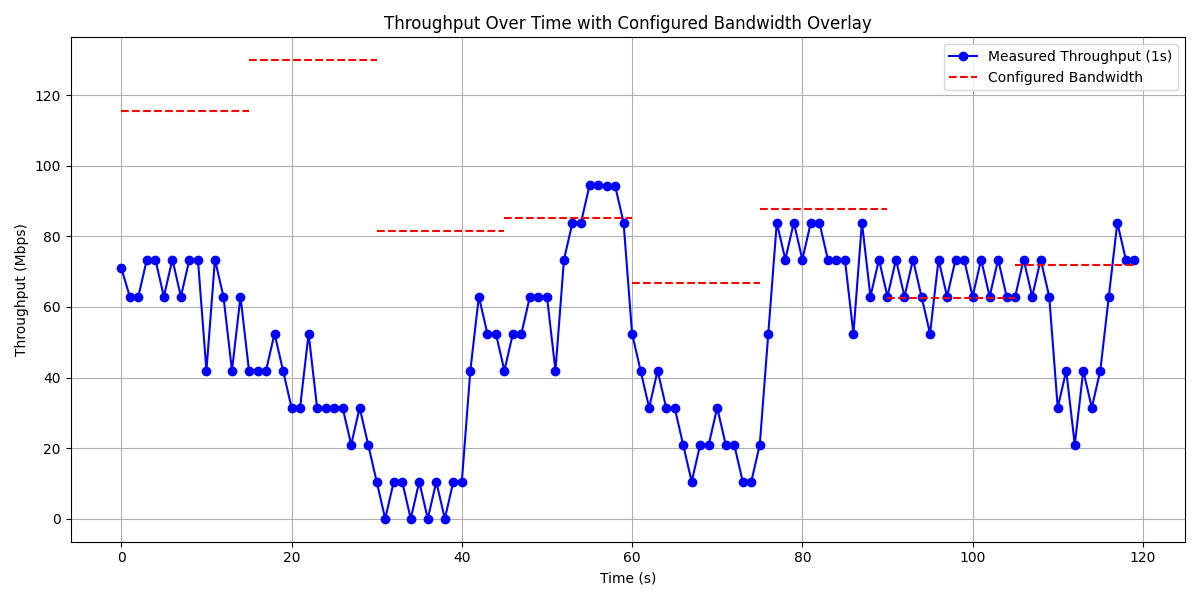 Throughput Over Time with Configured Bandwidth Overlay
Measured Throughput (1s)
Configured Bandwidth
Throughput (Mbps)
120
100
80
60
40
20
0
0 20 40 60 80 100 120
Time (s)